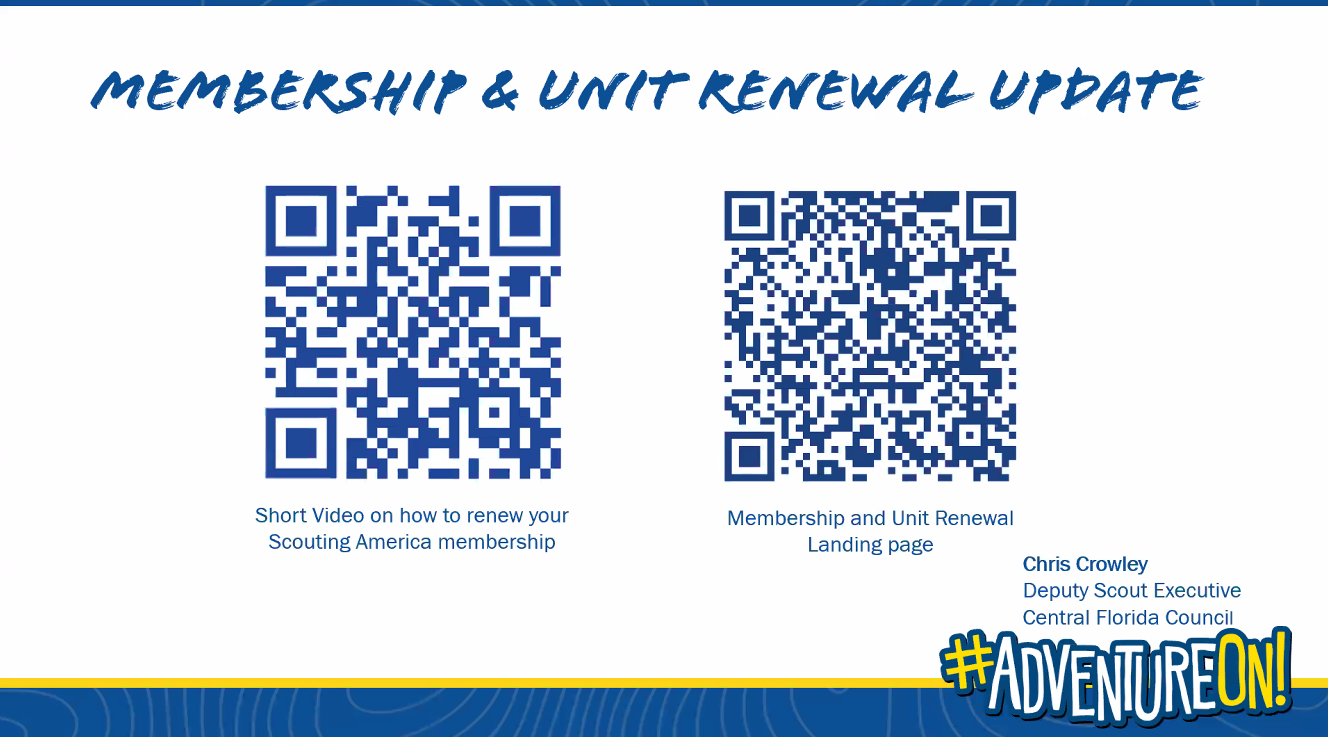 MEMBERSHIP & UNIT RENEWAL UPDATE
Short Video on how to renew your
Scouting America membership
Membership and Unit Renewal
Landing page
Chris Crowley
Deputy Scout Executive
Central Florida Council
#ADVENTUREON!